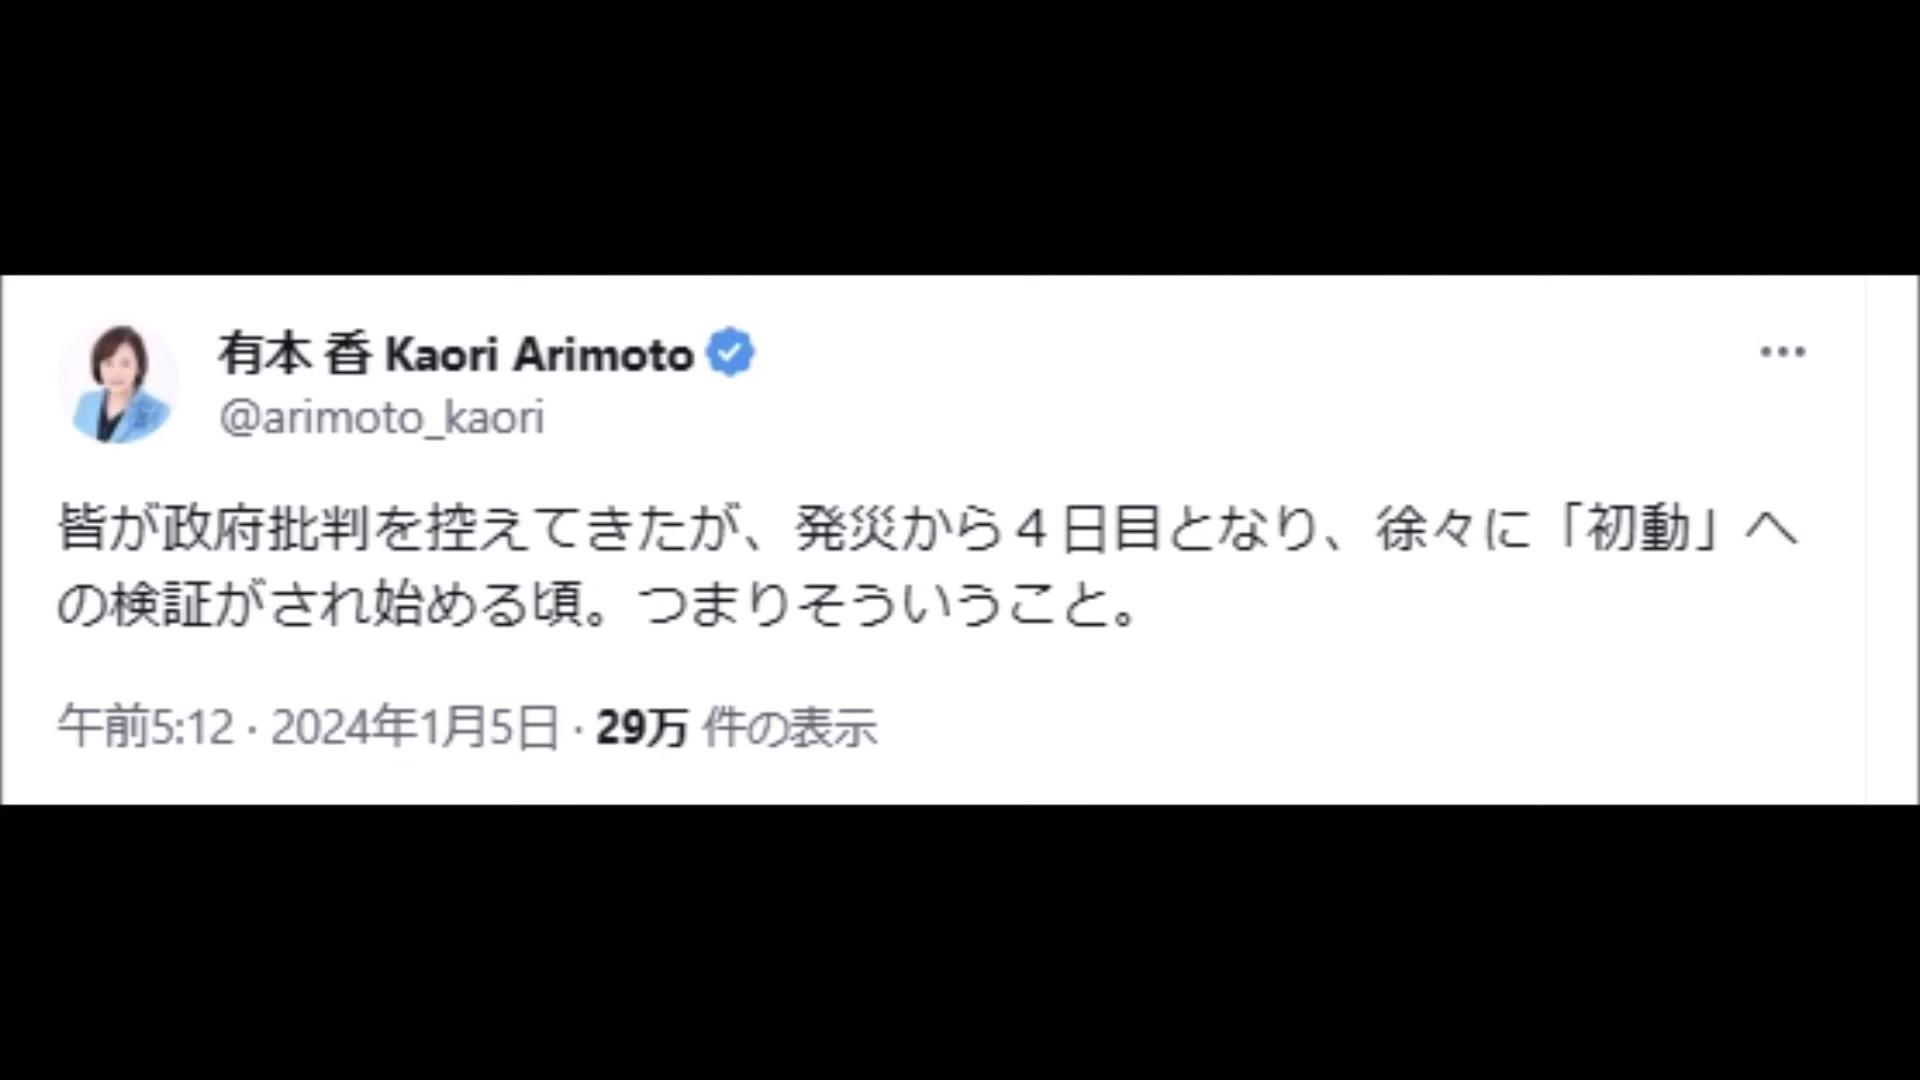 有本 香 Kaori Arimoto
@arimoto_kaori
皆が政府批判を控えてきたが、発災から４日目となり、徐々に「初動」へ
の検証がされ始める頃。つまりそういうこと。
午前5:12 · 2024年1月5日 · 29万 件の表示